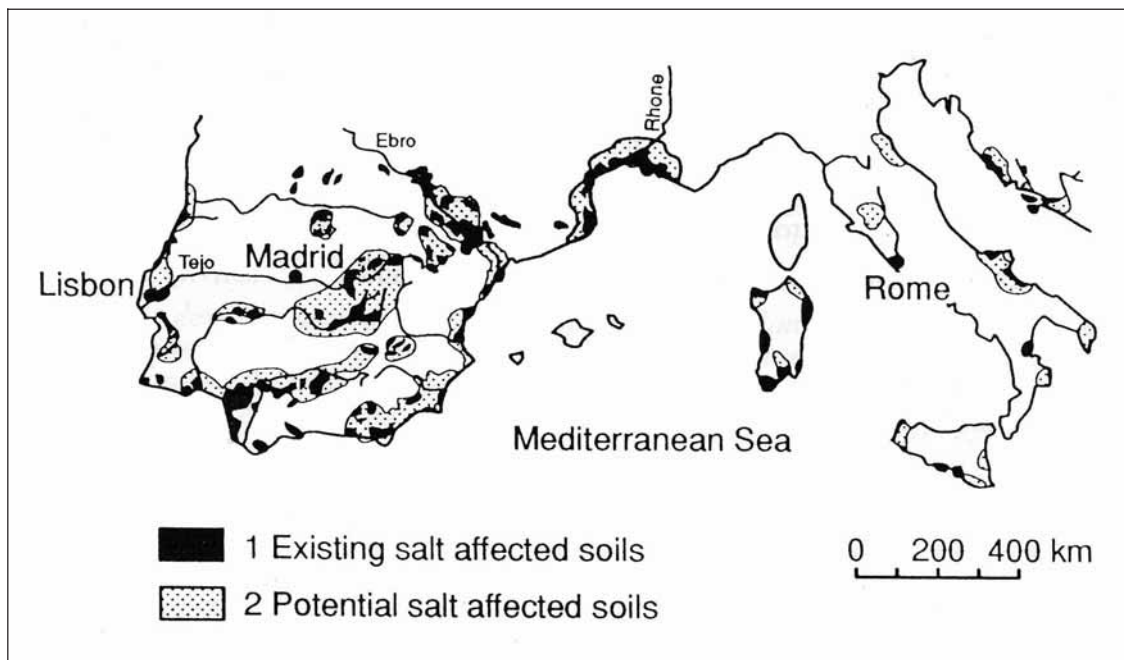 Rhone
Ebro
Madrid
Tejo
Lisbon
Rome
Mediterranean Sea
1 Existing salt affected soils
2 Potential salt affected soils
0 200 400 km